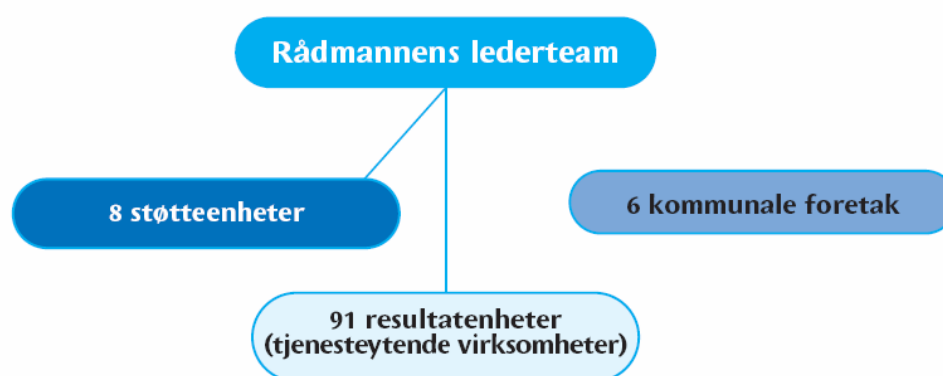 Rådmannens lederteam
8 støtteenheter
6 kommunale foretak
91 resultatenheter
(tjenesteytende virksomheter)